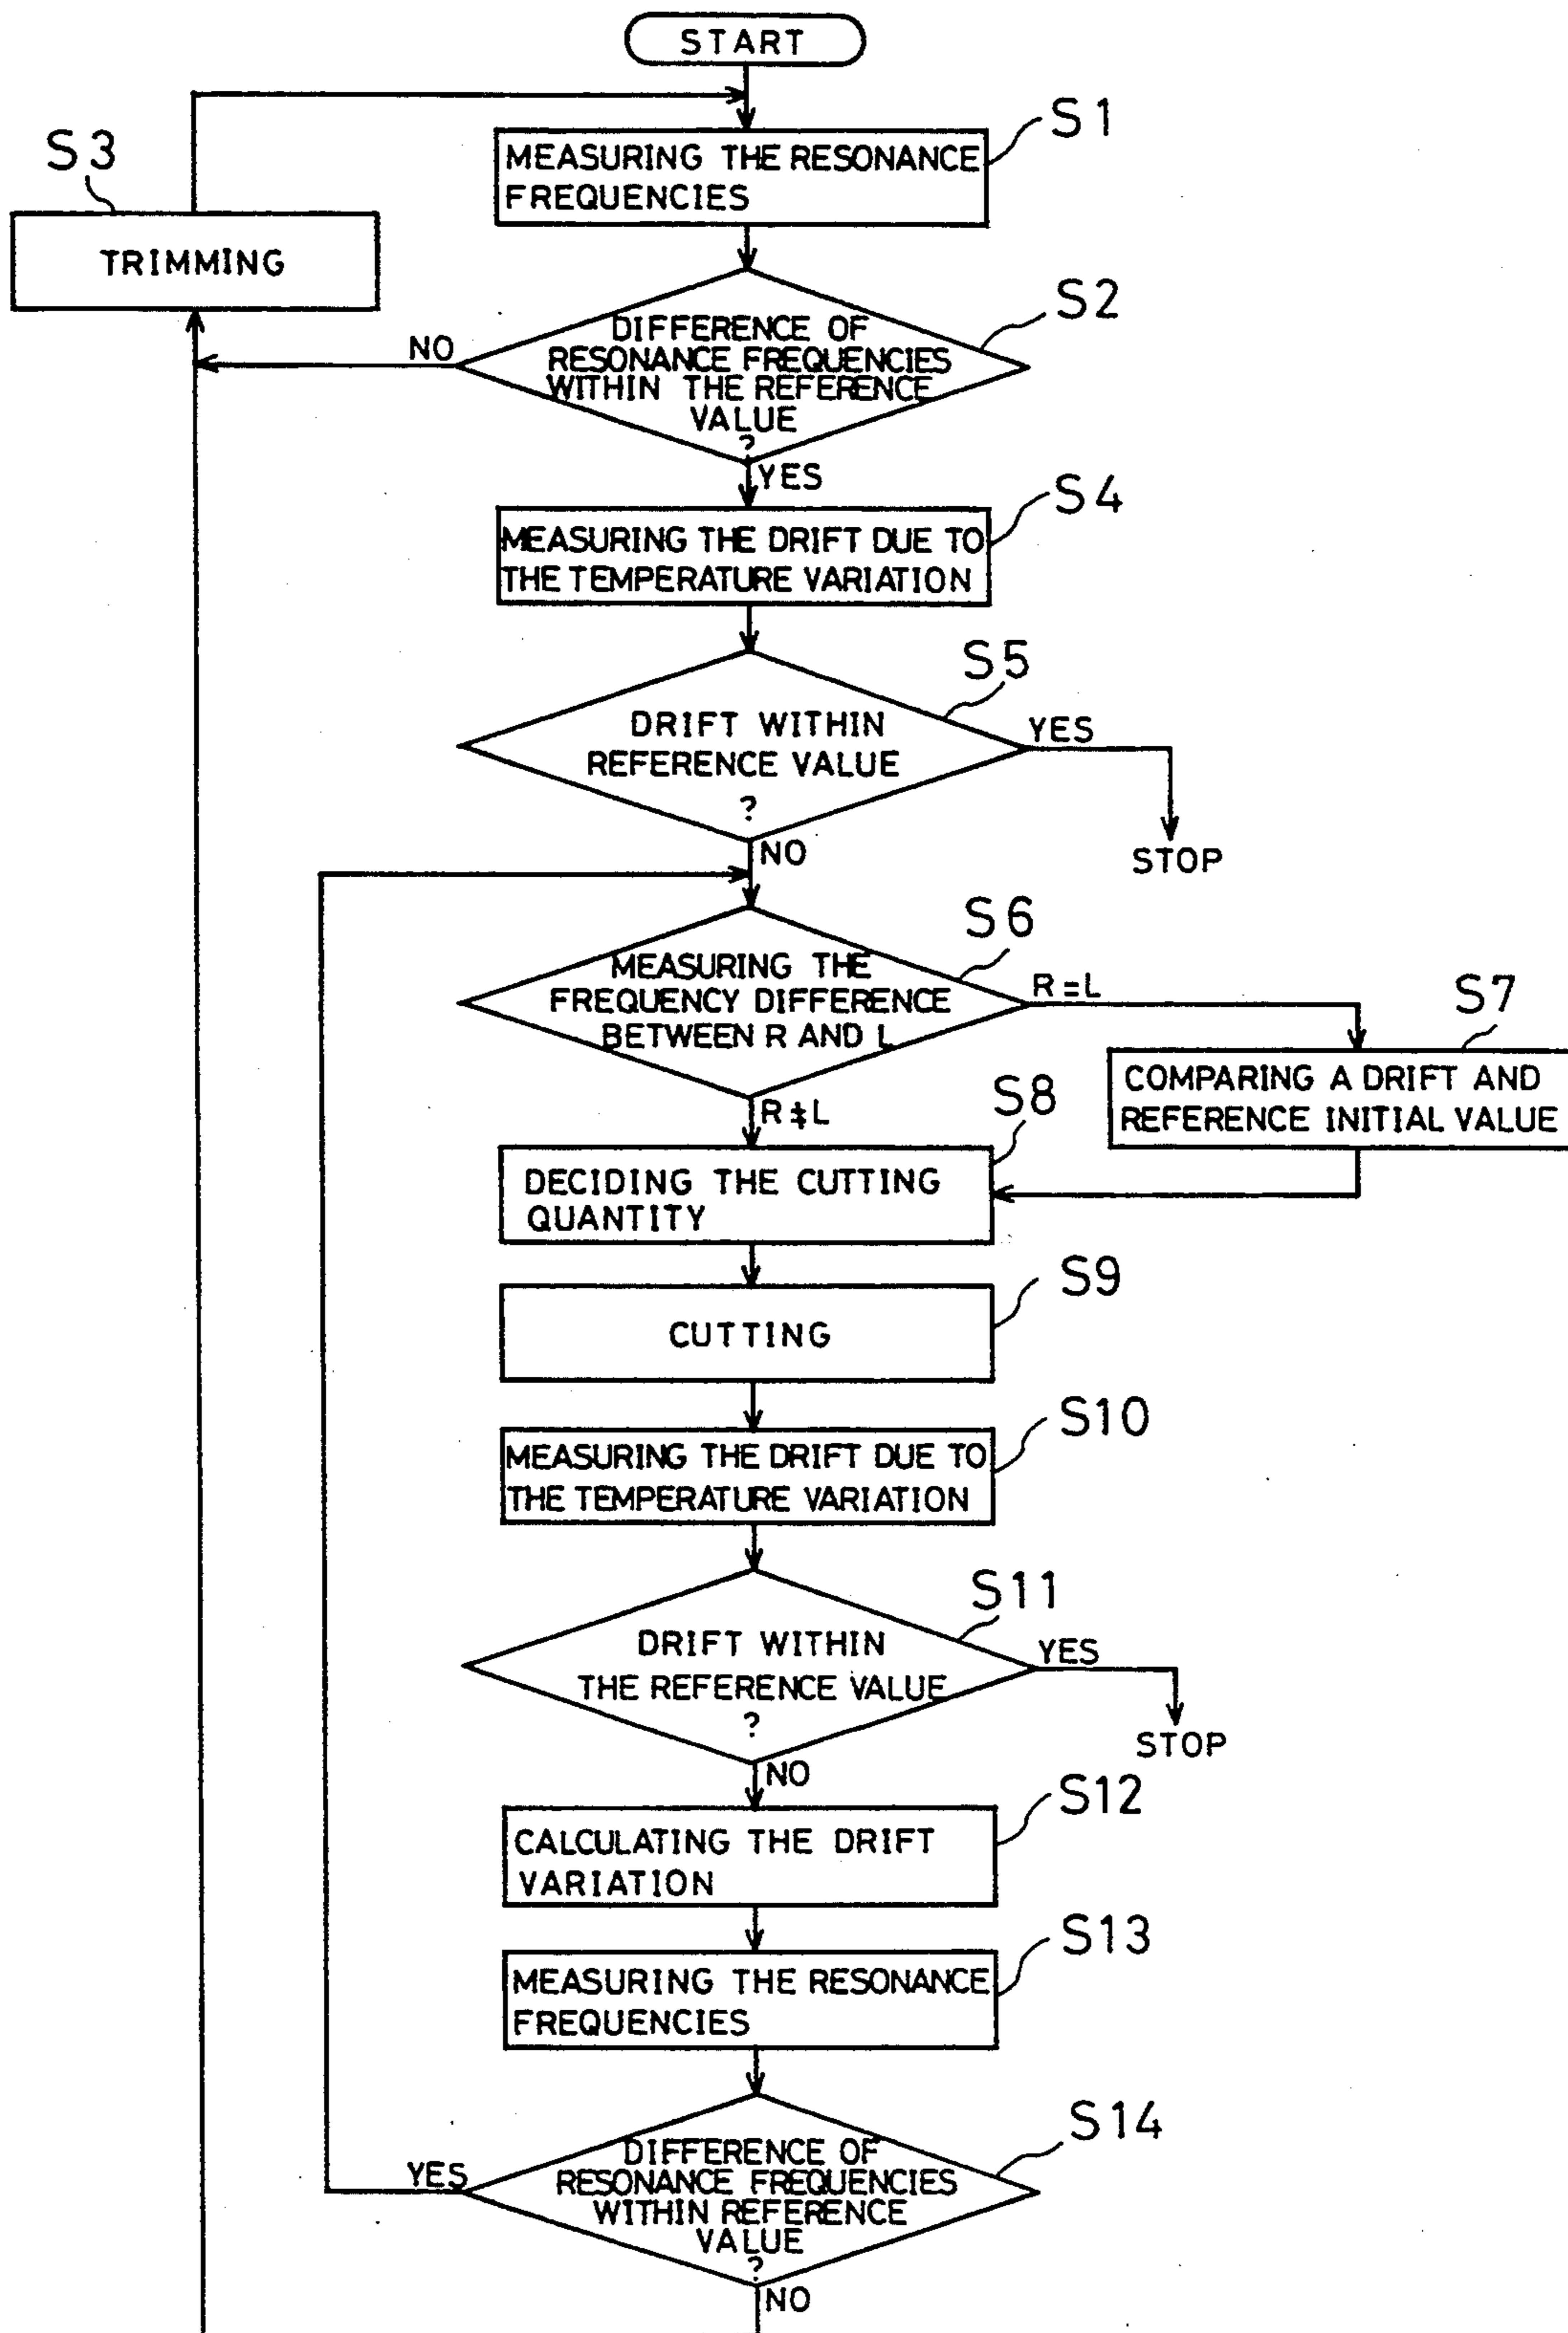 START
S1
MEASURING THE RESONANCE
FREQUENCIES
S3
TRIMMING
S2
DIFFERENCE OF
RESONANCE FREQUENCIES
WITHIN THE REFERENCE
VALUE
?
NO
YES
S4
MEASURING THE DRIFT DUE TO
THE TEMPERATURE VARIATION
S5
DRIFT WITHIN
REFERENCE VALUE
?
YES
STOP
NO
S6
MEASURING THE
FREQUENCY DIFFERENCE
BETWEEN R AND L
R=L
S7
COMPARING A DRIFT AND
REFERENCE INITIAL VALUE
R≠L
S8
DECIDING THE CUTTING
QUANTITY
S9
CUTTING
S10
MEASURING THE DRIFT DUE TO
THE TEMPERATURE VARIATION
S11
DRIFT WITHIN
THE REFERENCE VALUE
?
YES
STOP
NO
S12
CALCULATING THE DRIFT
VARIATION
S13
MEASURING THE RESONANCE
FREQUENCIES
S14
DIFFERENCE OF
RESONANCE FREQUENCIES
WITHIN REFERENCE
VALUE
?
YES
NO